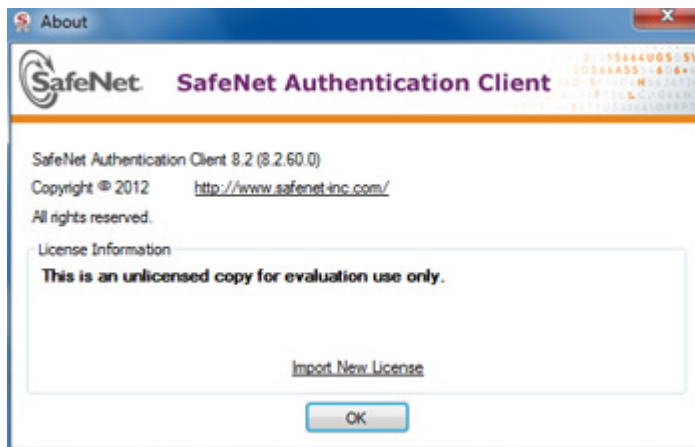 About
SafeNet. SafeNet Authentication Client
SafeNet Authentication Client 8.2 (8.2.60.0)
Copyright © 2012 http://www.safenet-inc.com/
All rights reserved.
License Information
This is an unlicensed copy for evaluation use only.
Import New License
OK